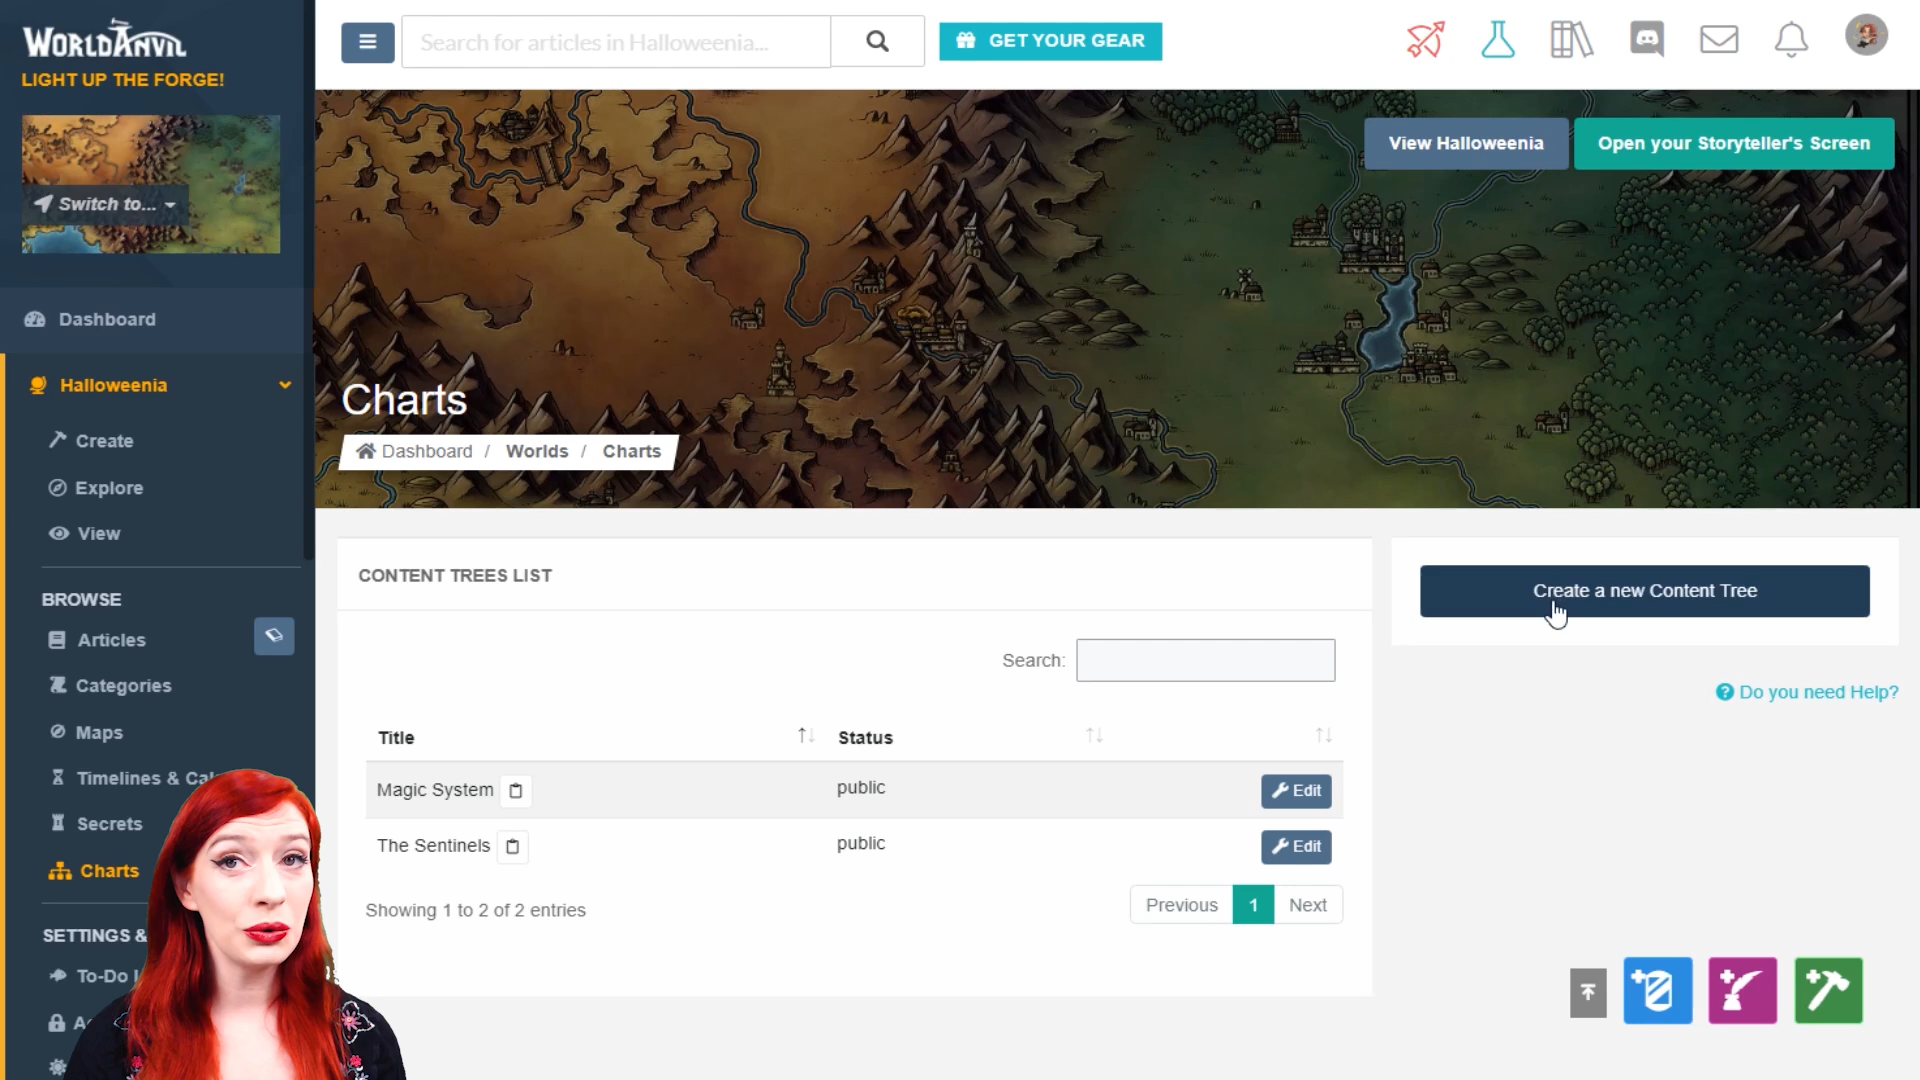 WORLDANVIL
LIGHT UP THE FORGE!
Switch to...
Dashboard
Halloweenia
Create
Explore
View
BROWSE
Articles
Categories
Maps
Timelines &
Secrets
Charts
SETTINGS &
To-Do
Search for articles in Halloweenia...
GET YOUR GEAR
View Halloweenia
Open your Storyteller's Screen
Charts
Dashboard / Worlds / Charts
CONTENT TREES LIST
Search:
Title Status
Magic System public Edit
The Sentinels public Edit
Showing 1 to 2 of 2 entries
Previous 1 Next
Create a new Content Tree
Do you need Help?